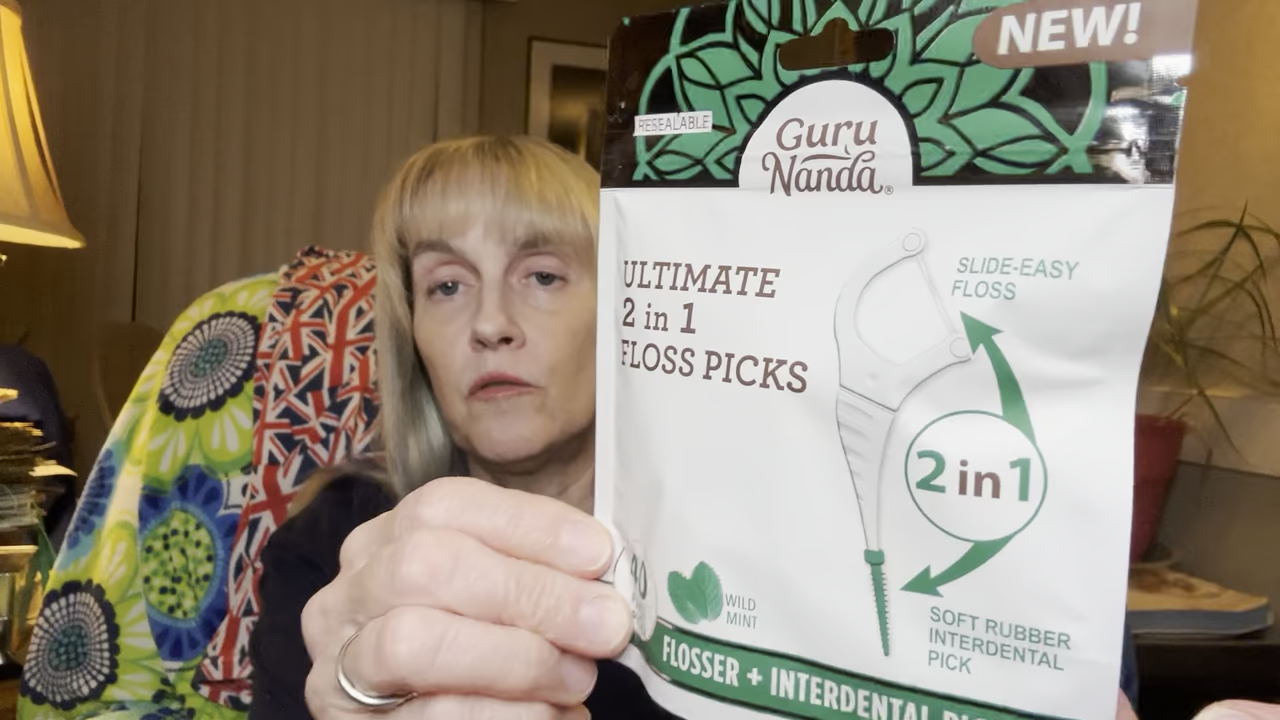 NEW!
RESEALABLE
Guru
Nanda®
ULTIMATE
2 in 1
FLOSS PICKS
SLIDE-EASY
FLOSS
2 in 1
WILD
MINT
SOFT RUBBER
INTERDENTAL
PICK
FLOSSER + INTERDENTAL